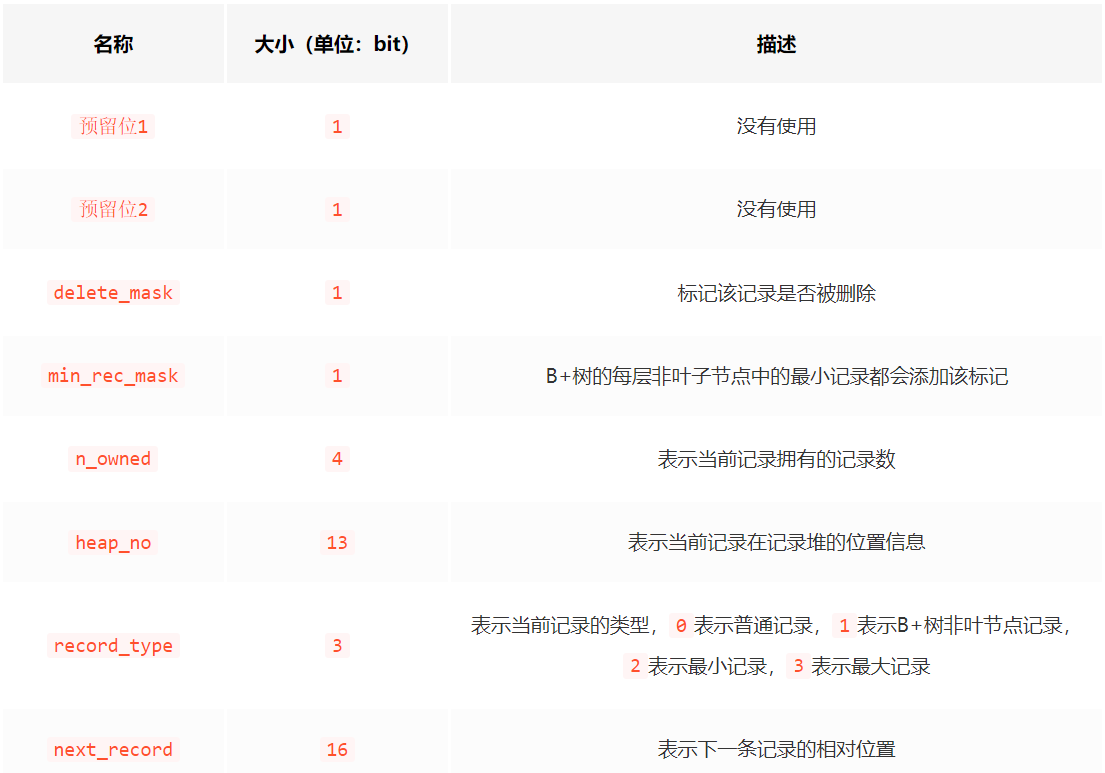 名称 大小（单位：bit） 描述
预留位1 1 没有使用
预留位2 1 没有使用
delete_mask 1 标记该记录是否被删除
min_rec_mask 1 B+树的每层非叶子节点中的最小记录都会添加该标记
n_owned 4 表示当前记录拥有的记录数
heap_no 13 表示当前记录在记录堆的位置信息
record_type 3 表示当前记录的类型，0表示普通记录，1表示B+树非叶节点记录，
2表示最小记录，3表示最大记录
next_record 16 表示下一条记录的相对位置